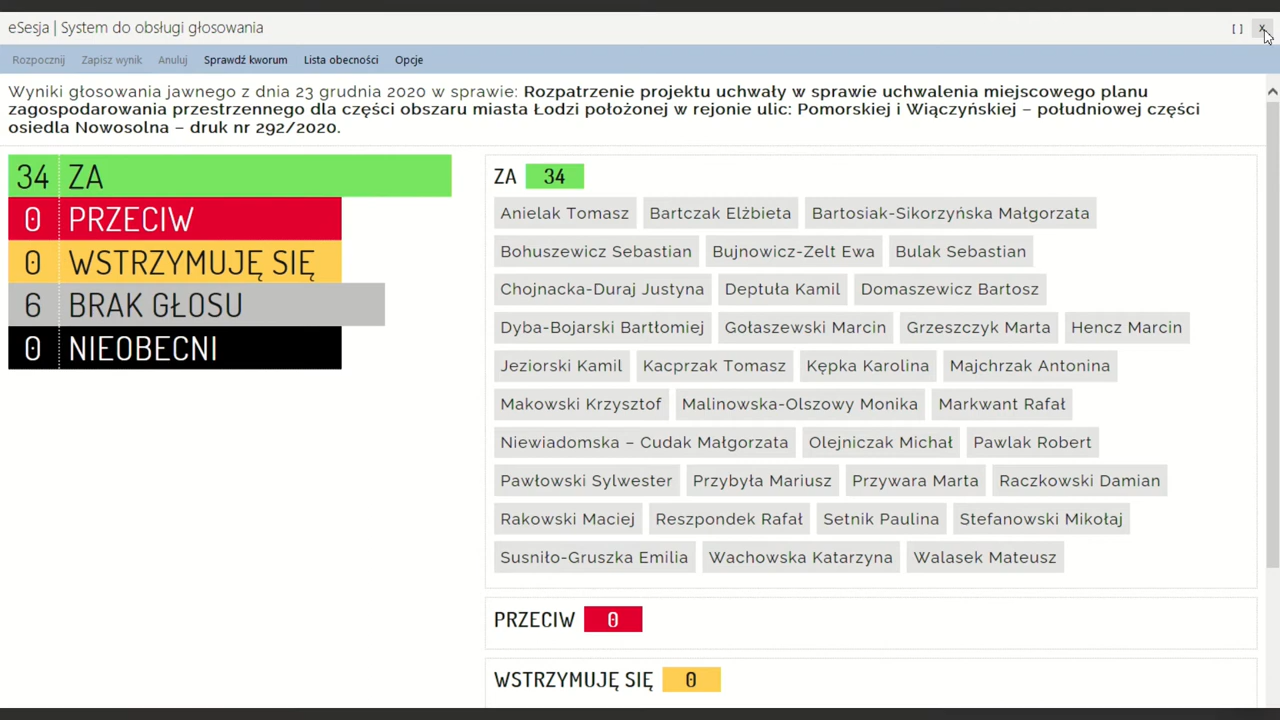 eSesja | System do obsługi głosowania
[ ] X
Rozpocznij Zapisz wynik Anuluj Sprawdź kworum Lista obecności Opcje
Wyniki głosowania jawnego z dnia 23 grudnia 2020 w sprawie: Rozpatrzenie projektu uchwały w sprawie uchwalenia miejscowego planu
zagospodarowania przestrzennego dla części obszaru miasta Łodzi położonej w rejonie ulic: Pomorskiej i Wiączyńskiej – południowej części
osiedla Nowosolna – druk nr 292/2020.
34 ZA
0 PRZECIW
0 WSTRZYMUJĘ SIĘ
6 BRAK GŁOSU
0 NIEOBECNI
ZA 34
Anielak Tomasz Bartczak Elżbieta Bartosiak-Sikorzyńska Małgorzata
Bohuszewicz Sebastian Bujnowicz-Zelt Ewa Bulak Sebastian
Chojnacka-Duraj Justyna Deptuła Kamil Domaszewicz Bartosz
Dyba-Bojarski Bartłomiej Gołaszewski Marcin Grzeszczyk Marta Hencz Marcin
Jeziorski Kamil Kacprzak Tomasz Kępka Karolina Majchrzak Antonina
Makowski Krzysztof Malinowska-Olszowy Monika Markwant Rafał
Niewiadomska – Cudak Małgorzata Olejniczak Michał Pawlak Robert
Pawłowski Sylwester Przybyła Mariusz Przywara Marta Raczkowski Damian
Rakowski Maciej Reszpondek Rafał Setnik Paulina Stefanowski Mikołaj
Susniło-Gruszka Emilia Wachowska Katarzyna Walasek Mateusz
PRZECIW 0
WSTRZYMUJĘ SIĘ 0